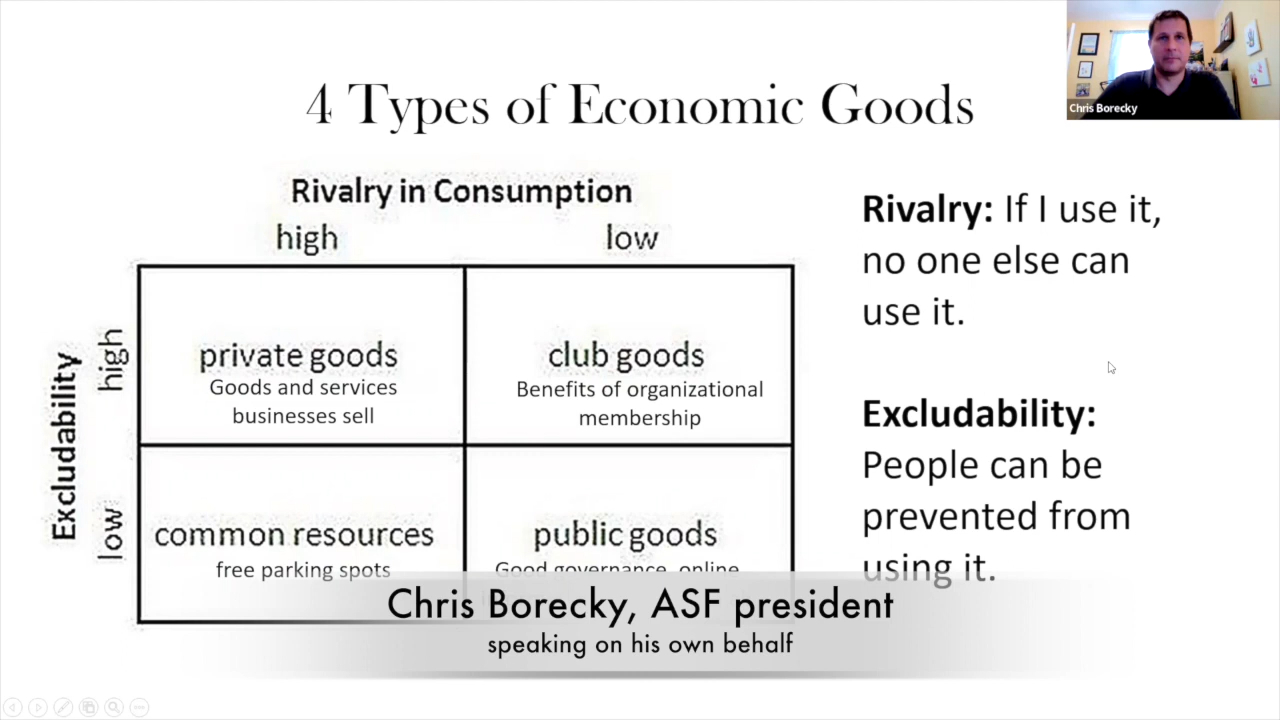 Chris Borecky
4 Types of Economic Goods
Rivalry in Consumption
high low
Excludability
high
low
private goods
Goods and services
businesses sell
club goods
Benefits of organizational
membership
common resources
free parking spots
public goods
Good governance, online
Rivalry: If I use it,
no one else can
use it.
Excludability:
People can be
prevented from
using it.
Chris Borecky, ASF president
speaking on his own behalf